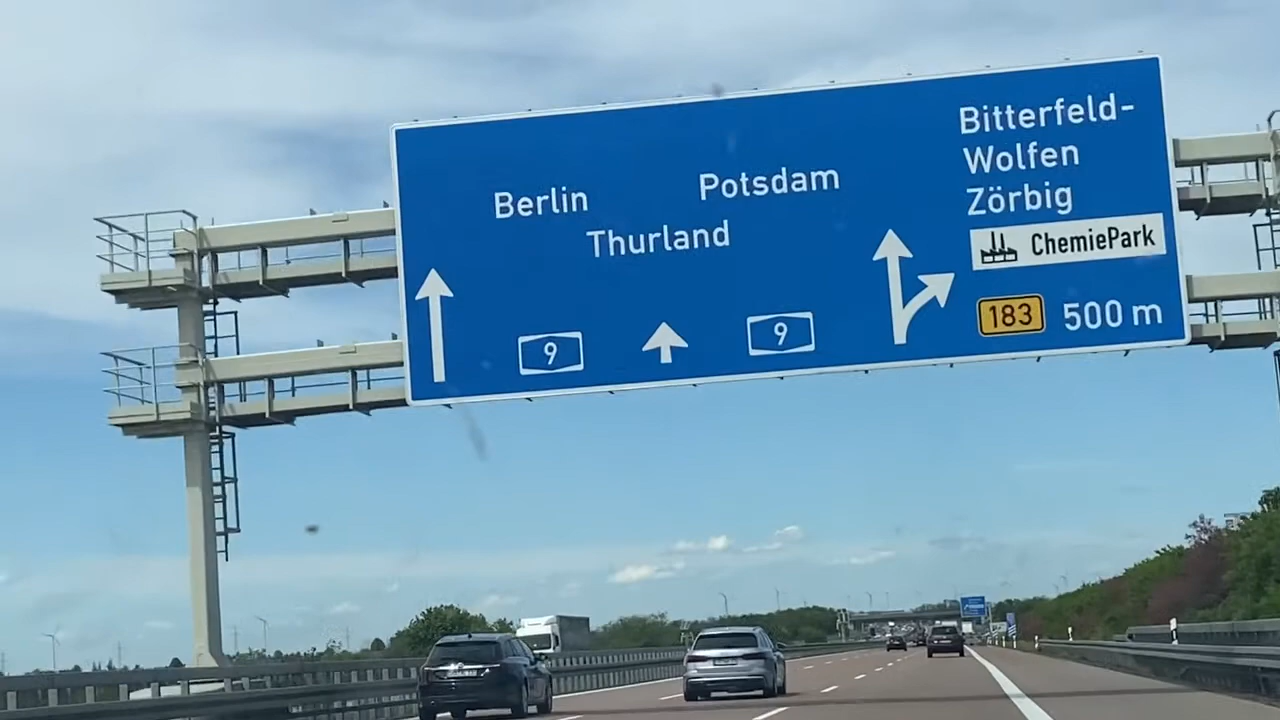 Berlin
Potsdam
Thurland
9
9
Bitterfeld-
Wolfen
Zörbig
ChemiePark
183 500 m